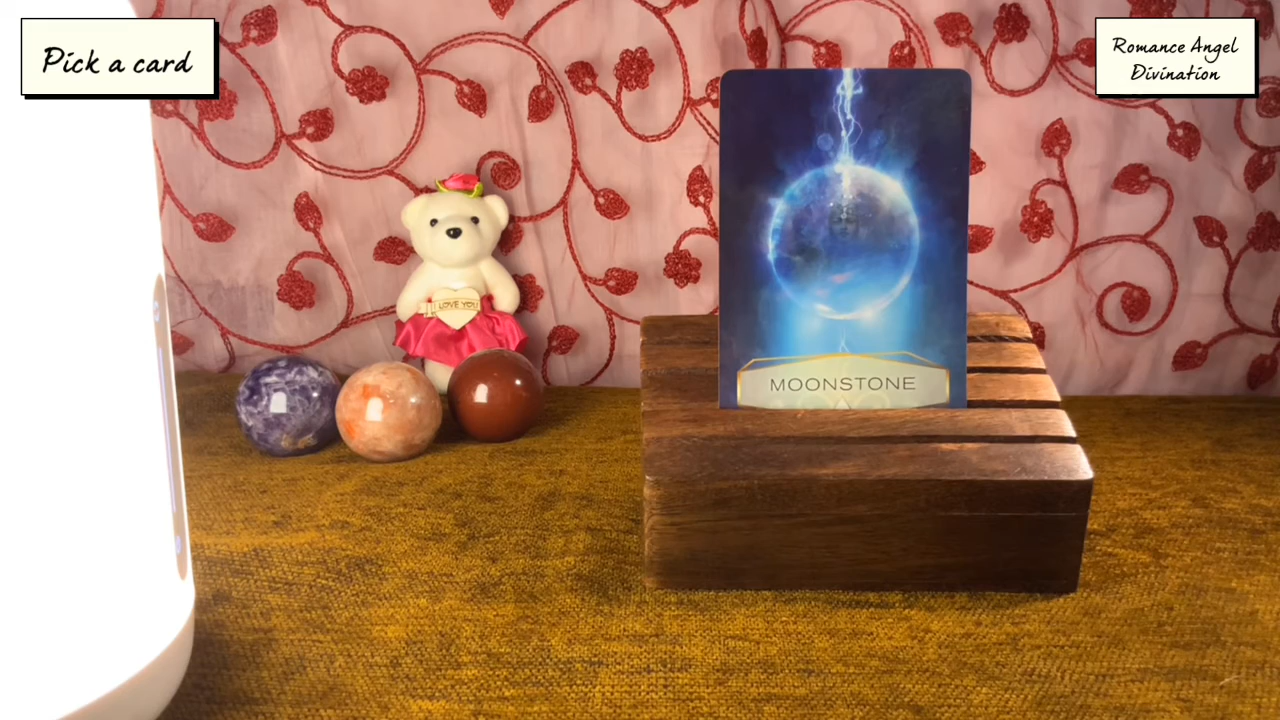 Pick a card
Romance Angel
Divination
I LOVE YOU
MOONSTONE